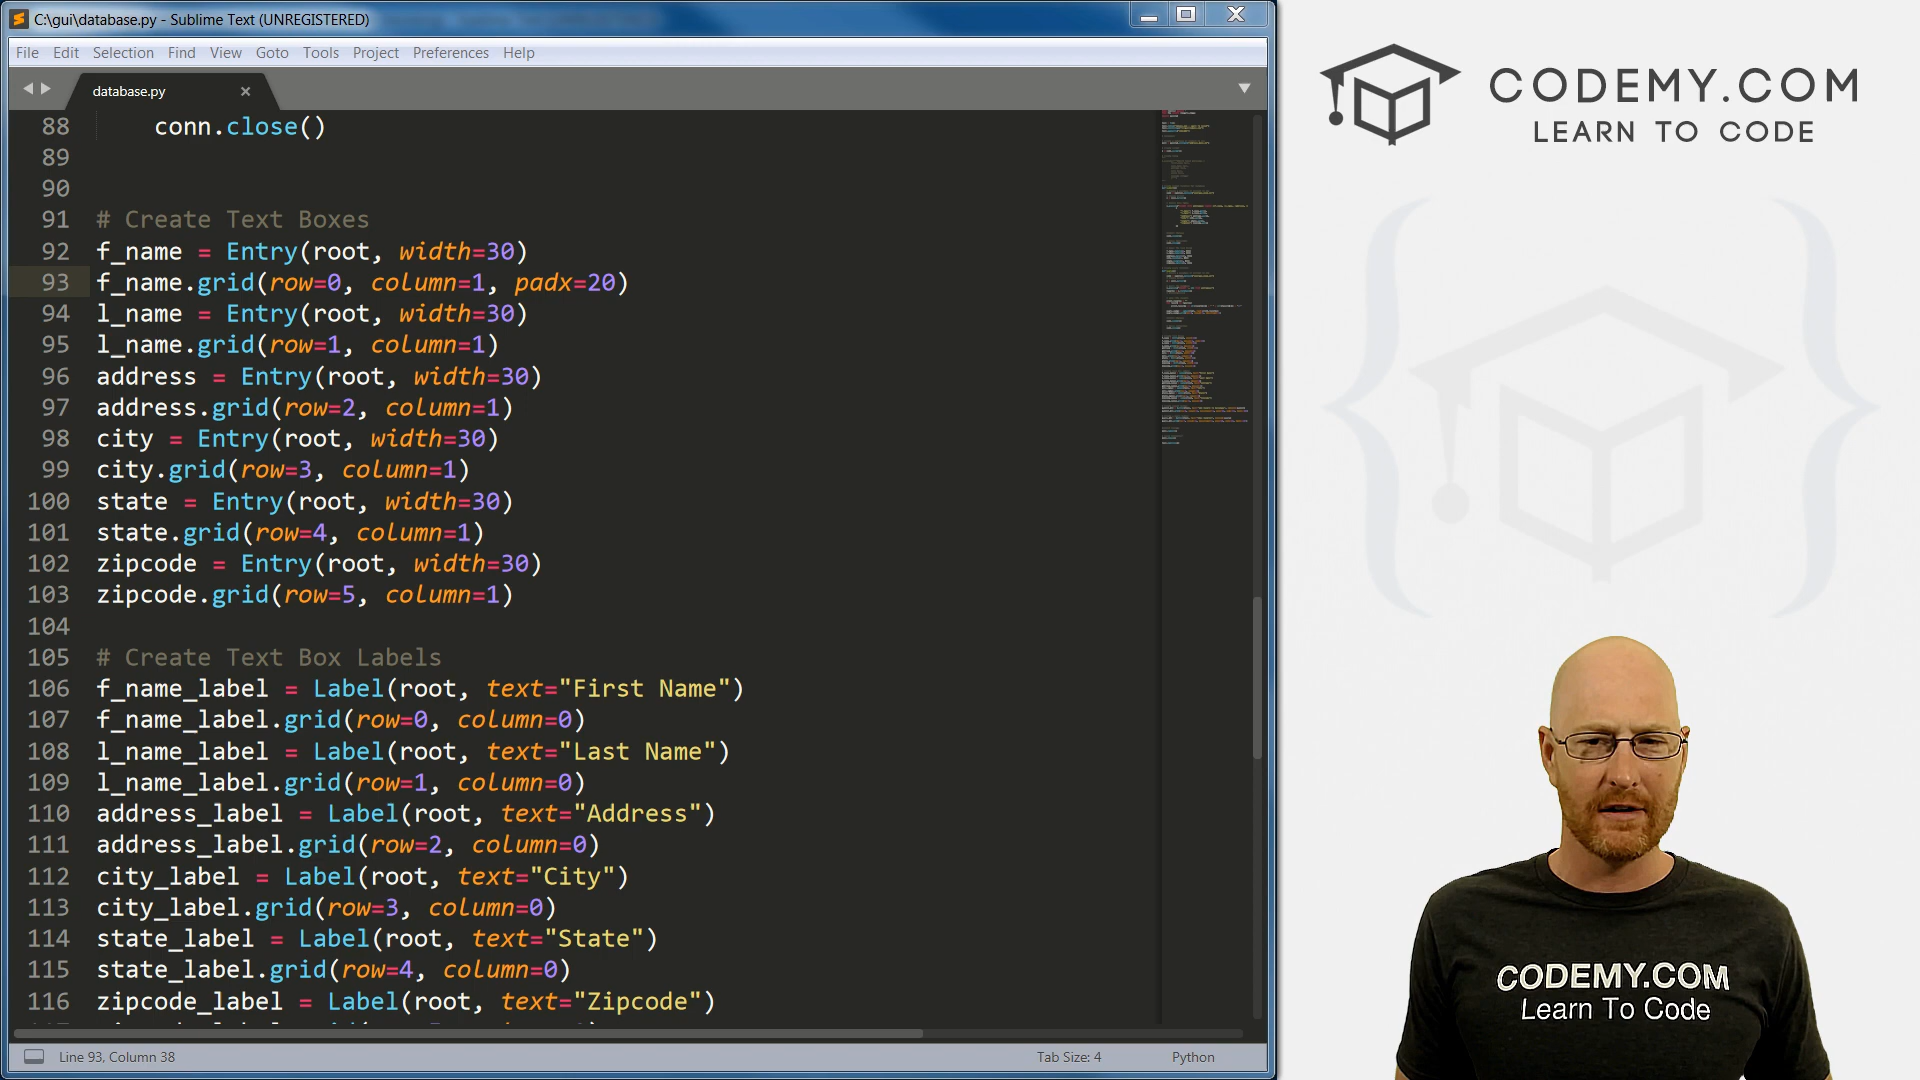 C:\gui\database.py - Sublime Text (UNREGISTERED)
File Edit Selection Find View Goto Tools Project Preferences Help
database.py
88 conn.close()
89
90
91 # Create Text Boxes
92 f_name = Entry(root, width=30)
93 f_name.grid(row=0, column=1, padx=20)
94 l_name = Entry(root, width=30)
95 l_name.grid(row=1, column=1)
96 address = Entry(root, width=30)
97 address.grid(row=2, column=1)
98 city = Entry(root, width=30)
99 city.grid(row=3, column=1)
100 state = Entry(root, width=30)
101 state.grid(row=4, column=1)
102 zipcode = Entry(root, width=30)
103 zipcode.grid(row=5, column=1)
104
105 # Create Text Box Labels
106 f_name_label = Label(root, text="First Name")
107 f_name_label.grid(row=0, column=0)
108 l_name_label = Label(root, text="Last Name")
109 l_name_label.grid(row=1, column=0)
110 address_label = Label(root, text="Address")
111 address_label.grid(row=2, column=0)
112 city_label = Label(root, text="City")
113 city_label.grid(row=3, column=0)
114 state_label = Label(root, text="State")
115 state_label.grid(row=4, column=0)
116 zipcode_label = Label(root, text="Zipcode")
Line 93, Column 38
Tab Size: 4
Python
CODEMY.COM
LEARN TO CODE
CODEMY.COM
Learn To Code